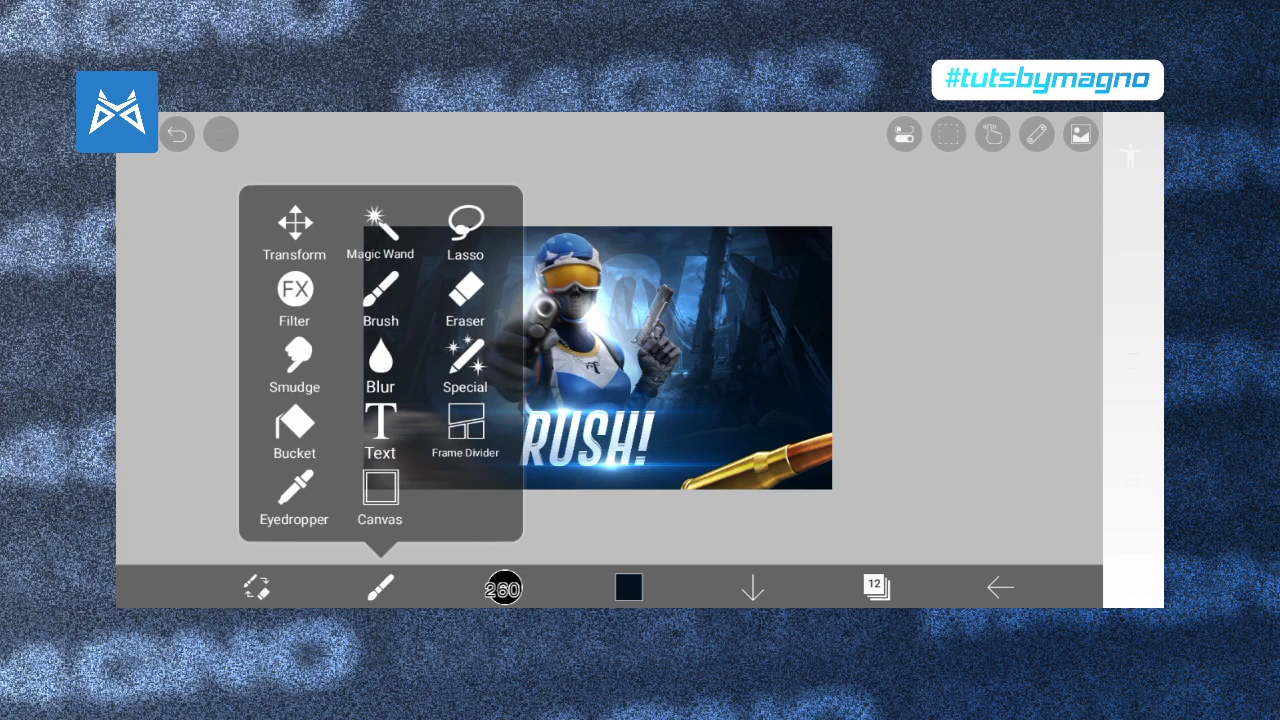 #tutsbymagno
Transform
Magic Wand
Lasso
FX
Filter
Brush
Eraser
Smudge
Blur
Special
Bucket
T
Text
Frame Divider
RUSH!
Eyedropper
Canvas
260
12